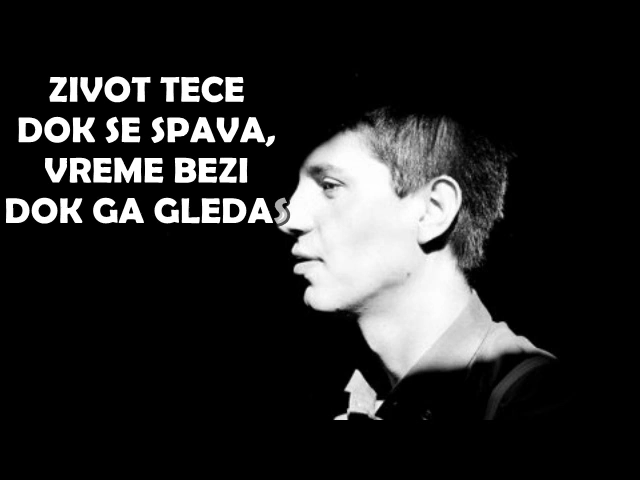 ZIVOT TECE
DOK SE SPAVA,
VREME BEZI
DOK GA GLEDAS